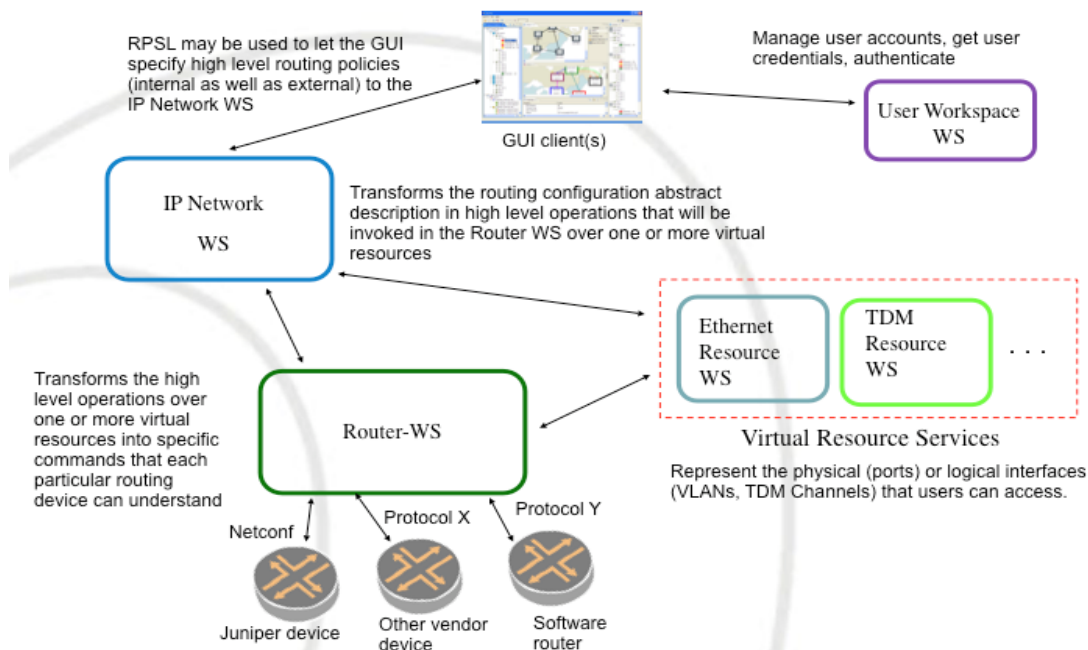 RPSL may be used to let the GUI
specify high level routing policies
(internal as well as external) to the
IP Network WS
GUI client(s)
Manage user accounts, get user
credentials, authenticate
User Workspace
WS
IP Network
WS
Transforms the routing configuration abstract
description in high level operations that will be
invoked in the Router WS over one or more virtual
resources
Ethernet
Resource
WS
TDM
Resource
WS
. . .
Virtual Resource Services
Represent the physical (ports) or logical interfaces
(VLANs, TDM Channels) that users can access.
Transforms the high
level operations over
one or more virtual
resources into specific
commands that each
particular routing
device can understand
Router-WS
Netconf
Protocol X
Protocol Y
Juniper device
Other vendor
device
Software
router